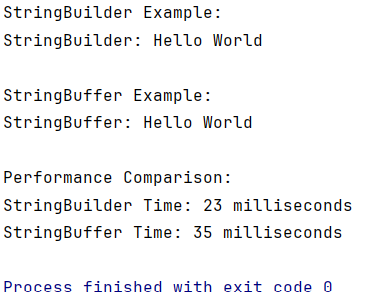 StringBuilder Example:
StringBuilder: Hello World
StringBuffer Example:
StringBuffer: Hello World
Performance Comparison:
StringBuilder Time: 23 milliseconds
StringBuffer Time: 35 milliseconds
Process finished with exit code 0